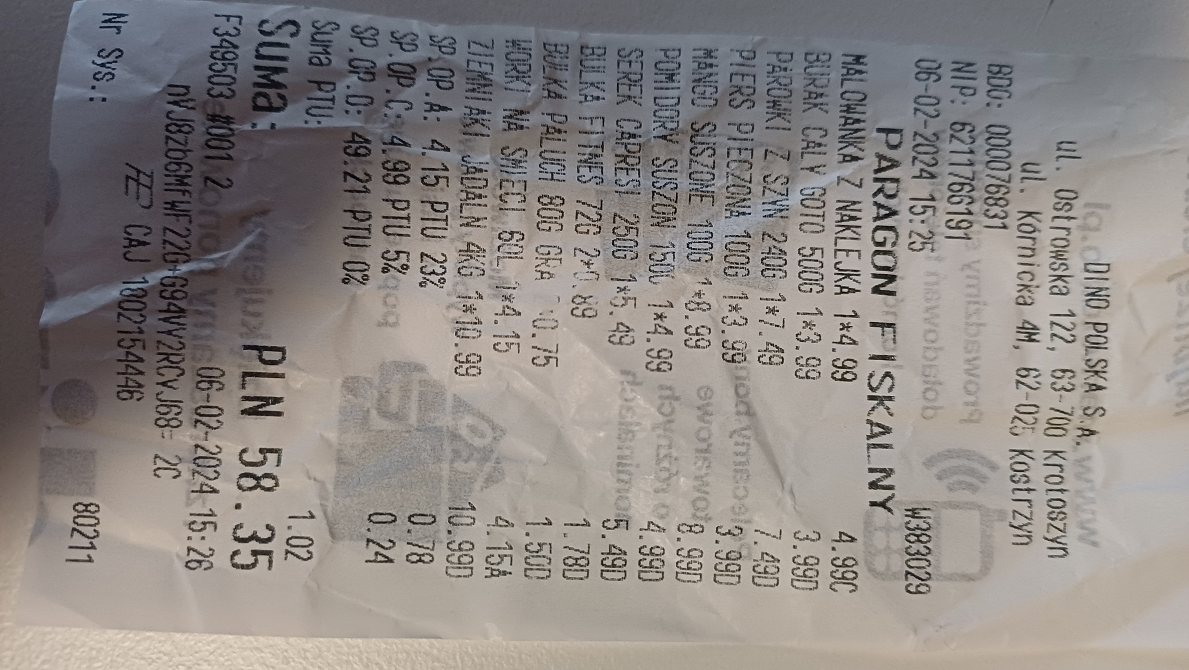 DINO POLSKA S.A.
ul. Ostrowska 122, 63-700 Krotoszyn
ul. Kórnicka 4M, 62-025 Kostrzyn
BDO: 000076831
NIP: 6211766191
06-02-2024 15:25 W383029
PARAGON FISKALNY
MALOWANKA Z NAKLEJKA 1*4.99 4.99C
BURAK CALY GOTO 500G 1*3.99 3.99D
PAROWKI Z SZYN 240G 1*7.49 7.49D
PIERS PIECZONA 100G 1*3.99 3.99D
MANGO SUSZONE 100G 1*8.99 8.99D
POMIDORY SUSZON 150G 1*4.99 4.99D
SEREK CAPRESI 250G 1*5.49 5.49D
BULKA FITNES 72G 2*0.89 1.78D
BULKA PALUCH 80G GRA *0.75 1.50D
WORKI NA SMIECI 60L 1*4.15 4.15A
ZIEMNIAKI JADALN 4KG 1*10.99 10.99D
SP.OP.A: 4.15 PTU 23% 0.78
SP.OP.C: 4.99 PTU 5% 0.24
SP.OP.D: 49.21 PTU 0%
Suma PTU: 1.02
Suma: PLN 58.35
F349503 #001 2 06-02-2024 15:26
2C
Nr Sys.: CAJ 1802154446 80211